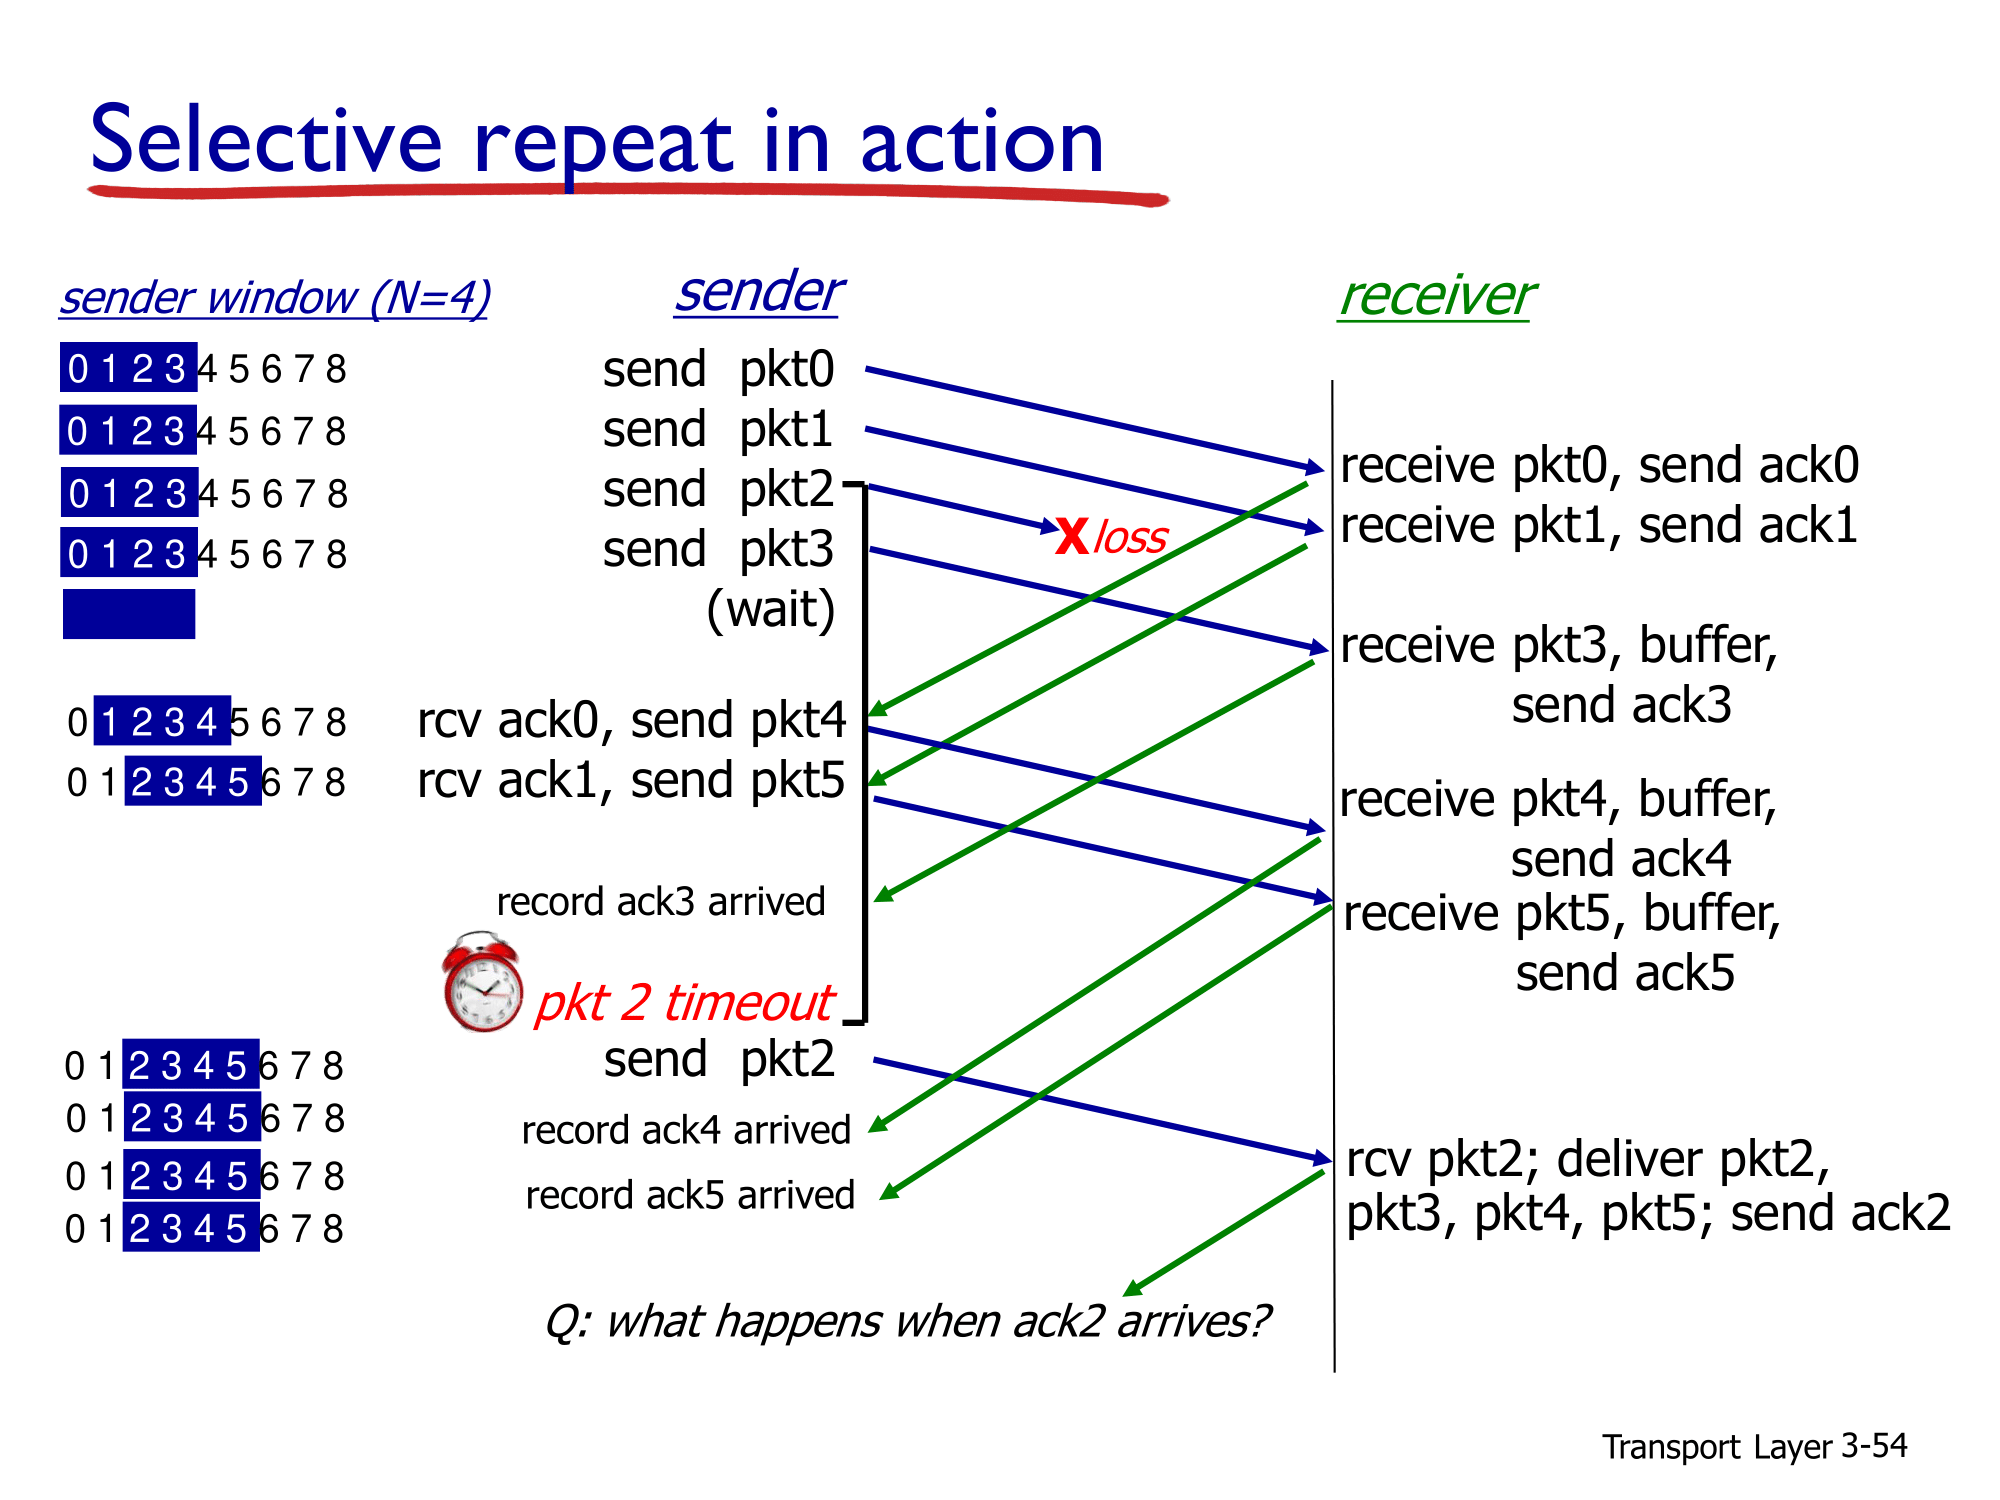 Selective repeat in action
sender window (N=4)
sender
receiver
0 1 2 3 4 5 6 7 8
send pkt0
0 1 2 3 4 5 6 7 8
send pkt1
0 1 2 3 4 5 6 7 8
send pkt2
0 1 2 3 4 5 6 7 8
send pkt3
(wait)
X loss
receive pkt0, send ack0
receive pkt1, send ack1
receive pkt3, buffer,
send ack3
0 1 2 3 4 5 6 7 8
rcv ack0, send pkt4
0 1 2 3 4 5 6 7 8
rcv ack1, send pkt5
receive pkt4, buffer,
send ack4
receive pkt5, buffer,
send ack5
record ack3 arrived
pkt 2 timeout
0 1 2 3 4 5 6 7 8
send pkt2
0 1 2 3 4 5 6 7 8
record ack4 arrived
0 1 2 3 4 5 6 7 8
record ack5 arrived
0 1 2 3 4 5 6 7 8
rcv pkt2; deliver pkt2,
pkt3, pkt4, pkt5; send ack2
Q: what happens when ack2 arrives?
Transport Layer 3-54